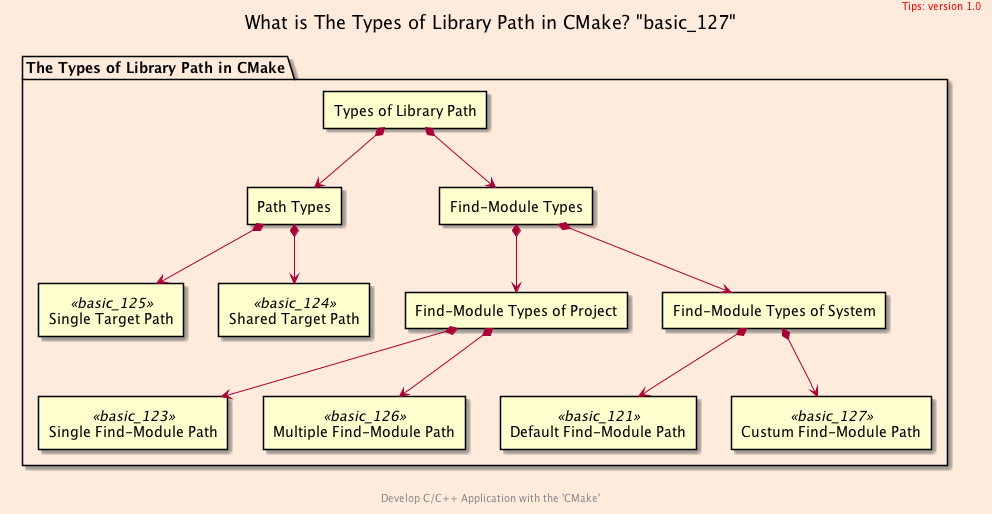 Tips: version 1.0
What is The Types of Library Path in CMake? "basic_127"
The Types of Library Path in CMake
Types of Library Path
Path Types
Find-Module Types
«basic_125»
Single Target Path
«basic_124»
Shared Target Path
Find-Module Types of Project
Find-Module Types of System
«basic_123»
Single Find-Module Path
«basic_126»
Multiple Find-Module Path
«basic_121»
Default Find-Module Path
«basic_127»
Custum Find-Module Path
Develop C/C++ Application with the 'CMake'